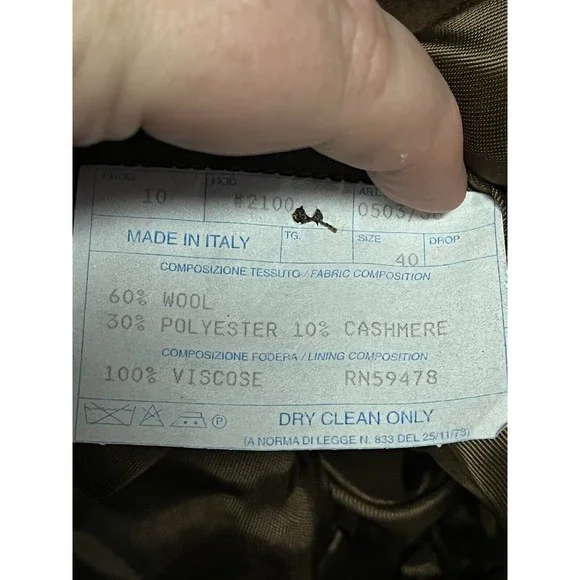 10 #2100 0503/
MOD
MADE IN ITALY TG. SIZE DROP
40
COMPOSIZIONE TESSUTO / FABRIC COMPOSITION
60% WOOL
30% POLYESTER 10% CASHMERE
COMPOSIZIONE FODERA / LINING COMPOSITION
100% VISCOSE RN59478
P DRY CLEAN ONLY
(A NORMA DI LEGGE N. 833 DEL 25/11/73)